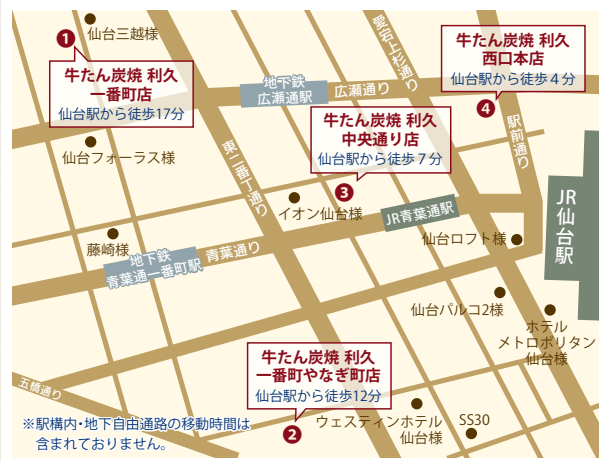 ❶
仙台三越様
牛たん炭焼 利久
一番町店
仙台駅から徒歩17分
仙台フォーラス様
地下鉄
広瀬通駅
広瀬通り
愛宕上杉通り
牛たん炭焼 利久
西口本店
仙台駅から徒歩４分
❹
駅前通り
牛たん炭焼 利久
中央通り店
仙台駅から徒歩７分
❸
東二番丁通り
イオン仙台様
JR青葉通駅
JR仙台駅
藤崎様
地下鉄
青葉通一番町駅
青葉通り
仙台ロフト様
仙台パルコ2様
ホテル
メトロポリタン
仙台様
牛たん炭焼 利久
一番町やなぎ町店
仙台駅から徒歩12分
❷
五橋通り
ウェスティンホテル
仙台様
SS30
※駅構内・地下自由通路の移動時間は
含まれておりません。